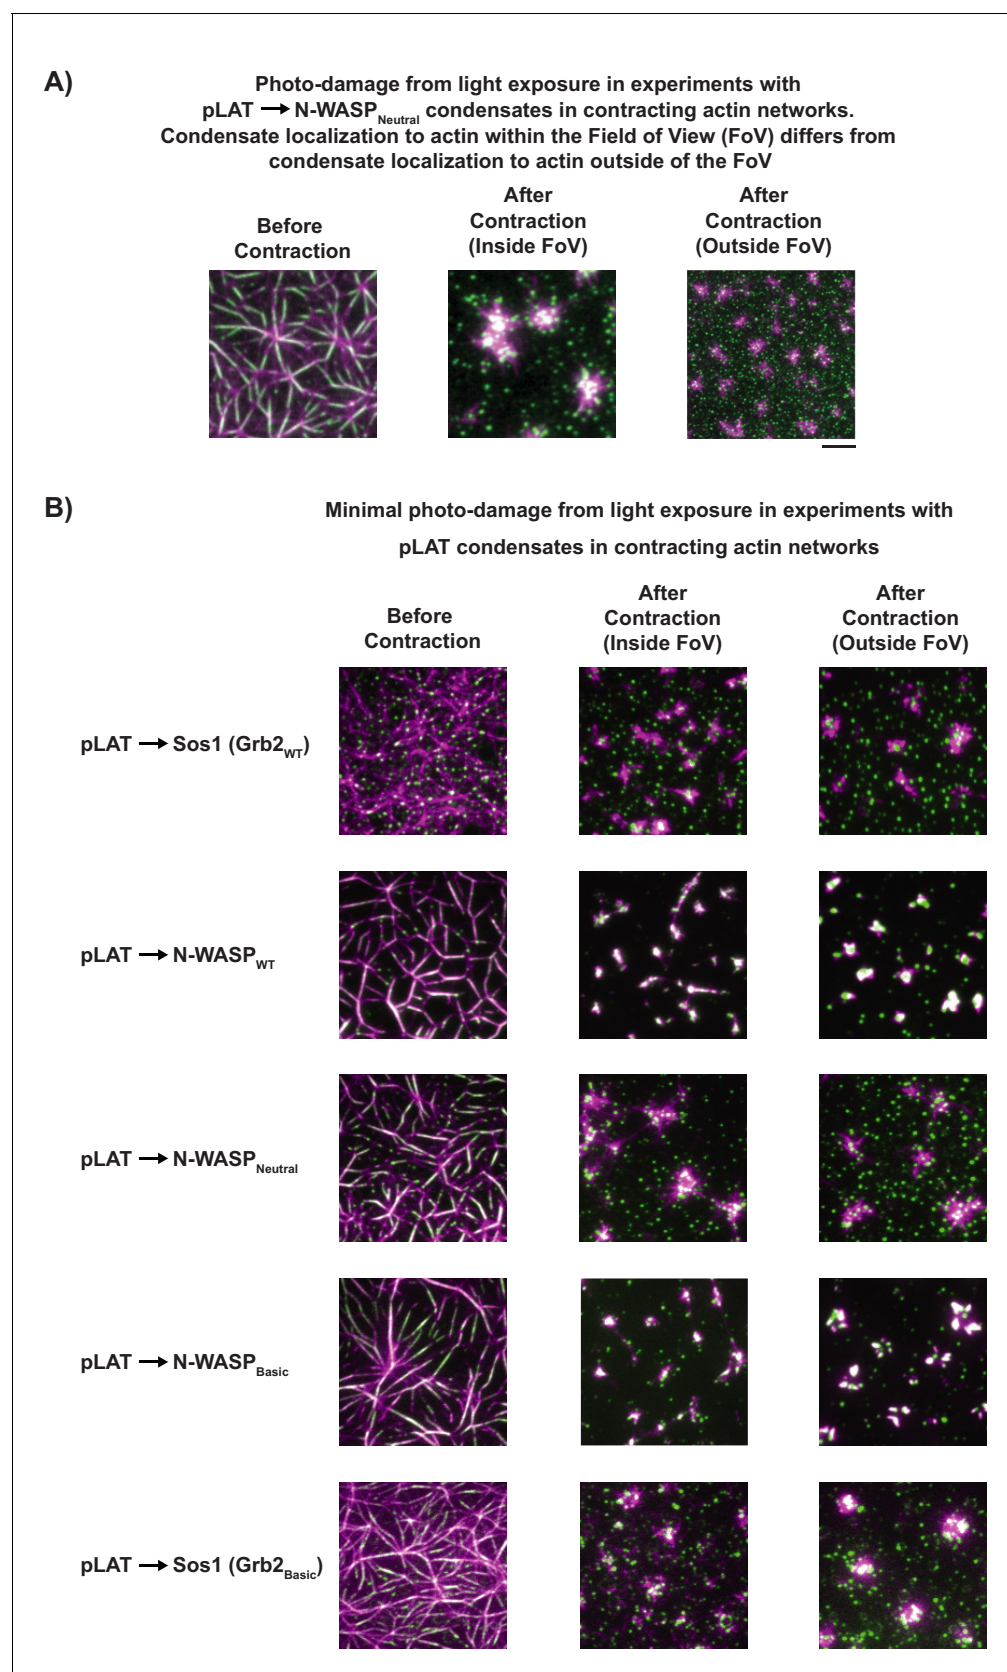 A)
Photo-damage from light exposure in experiments with
pLAT → N-WASP Neutral condensates in contracting actin networks.
Condensate localization to actin within the Field of View (FoV) differs from
condensate localization to actin outside of the FoV
Before
Contraction
After
Contraction
(Inside FoV)
After
Contraction
(Outside FoV)
B)
Minimal photo-damage from light exposure in experiments with
pLAT condensates in contracting actin networks
Before
Contraction
After
Contraction
(Inside FoV)
After
Contraction
(Outside FoV)
pLAT → Sos1 (Grb2WT)
pLAT → N-WASPWT
pLAT → N-WASPNeutral
pLAT → N-WASPBasic
pLAT → Sos1 (Grb2Basic)